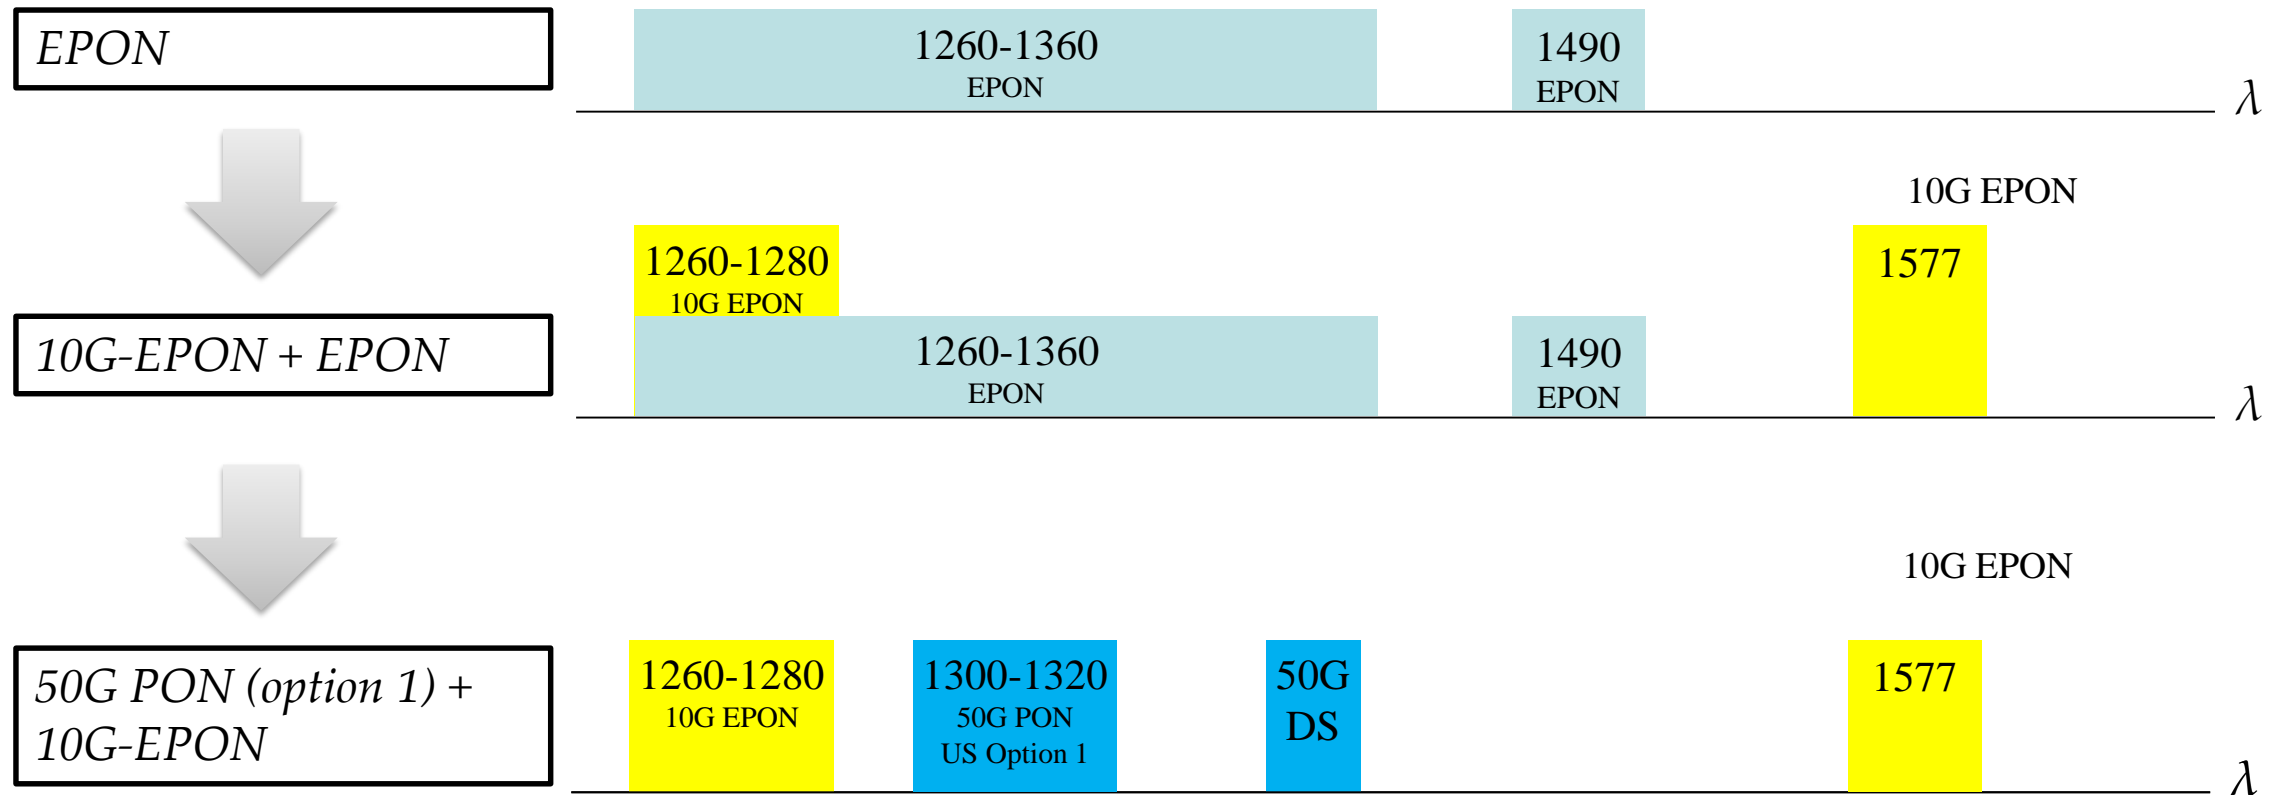 EPON
1260-1360
EPON
1490
EPON
λ
10G EPON
1260-1280
10G EPON
1577
10G-EPON + EPON
1260-1360
EPON
1490
EPON
λ
10G EPON
50G PON (option 1) +
10G-EPON
1260-1280
10G EPON
1300-1320
50G PON
US Option 1
50G
DS
1577
λ